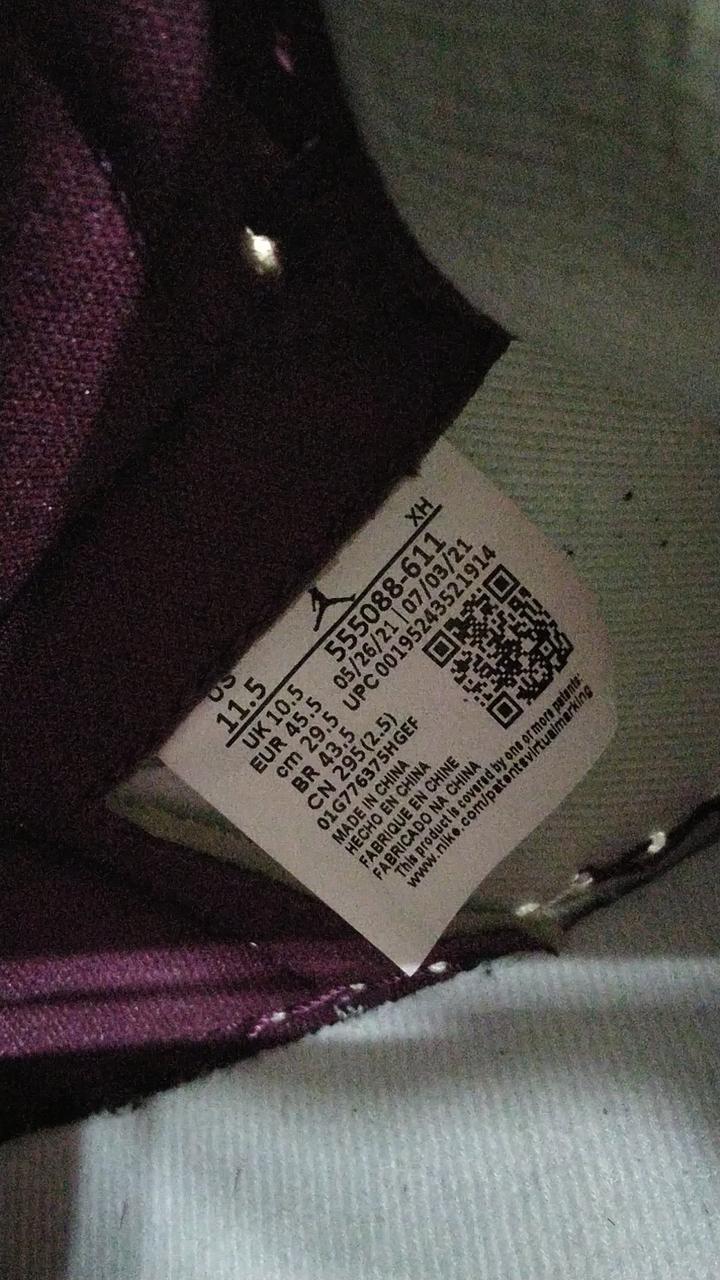 US
11.5
XH
UK 10.5
EUR 45.5
cm 29.5
BR 43.5
CN 295(2.5)
555088-611
05/26/21 | 07/03/21
UPC 00195243521914
01G776375HGEF
MADE IN CHINA
HECHO EN CHINA
FABRIQUE EN CHINE
FABRICADO NA CHINA
This product is covered by one or more patents:
www.nike.com/patentsvirtualmarking